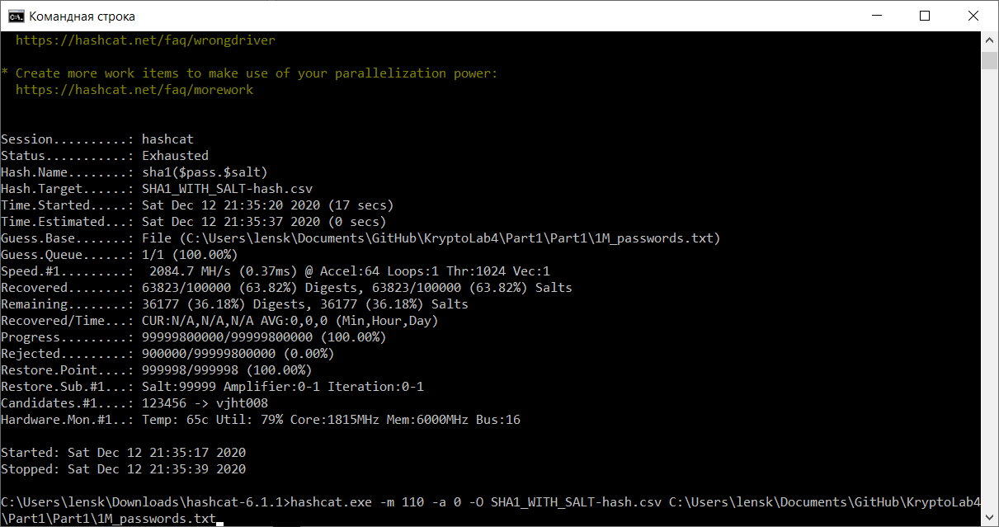 Командная строка
https://hashcat.net/faq/wrongdriver
* Create more work items to make use of your parallelization power:
https://hashcat.net/faq/morework
Session..........: hashcat
Status...........: Exhausted
Hash.Name........: sha1($pass.$salt)
Hash.Target......: SHA1_WITH_SALT-hash.csv
Time.Started.....: Sat Dec 12 21:35:20 2020 (17 secs)
Time.Estimated...: Sat Dec 12 21:35:37 2020 (0 secs)
Guess.Base.......: File (C:\Users\lensk\Documents\GitHub\KryptoLab4\Part1\Part1\1M_passwords.txt)
Guess.Queue......: 1/1 (100.00%)
Speed.#1.........:  2084.7 MH/s (0.37ms) @ Accel:64 Loops:1 Thr:1024 Vec:1
Recovered........: 63823/100000 (63.82%) Digests, 63823/100000 (63.82%) Salts
Remaining........: 36177 (36.18%) Digests, 36177 (36.18%) Salts
Recovered/Time...: CUR:N/A,N/A,N/A AVG:0,0,0 (Min,Hour,Day)
Progress.........: 99999800000/99999800000 (100.00%)
Rejected.........: 900000/99999800000 (0.00%)
Restore.Point....: 999998/999998 (100.00%)
Restore.Sub.#1...: Salt:99999 Amplifier:0-1 Iteration:0-1
Candidates.#1....: 123456 -> vjht008
Hardware.Mon.#1..: Temp: 65c Util: 79% Core:1815MHz Mem:6000MHz Bus:16
Started: Sat Dec 12 21:35:17 2020
Stopped: Sat Dec 12 21:35:39 2020
C:\Users\lensk\Downloads\hashcat-6.1.1>hashcat.exe -m 110 -a 0 -O SHA1_WITH_SALT-hash.csv C:\Users\lensk\Documents\GitHub\KryptoLab4
\Part1\Part1\1M_passwords.txt